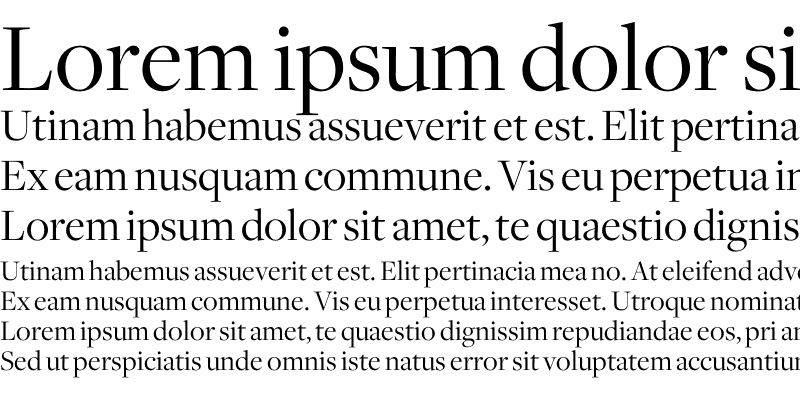 Lorem ipsum dolor si
Utinam habemus assueverit et est. Elit pertina
Ex eam nusquam commune. Vis eu perpetua in
Lorem ipsum dolor sit amet, te quaestio dignis
Utinam habemus assueverit et est. Elit pertinacia mea no. At eleifend adv
Ex eam nusquam commune. Vis eu perpetua interesset. Utroque nominat
Lorem ipsum dolor sit amet, te quaestio dignissim repudiandae eos, pri an
Sed ut perspiciatis unde omnis iste natus error sit voluptatem accusantiu